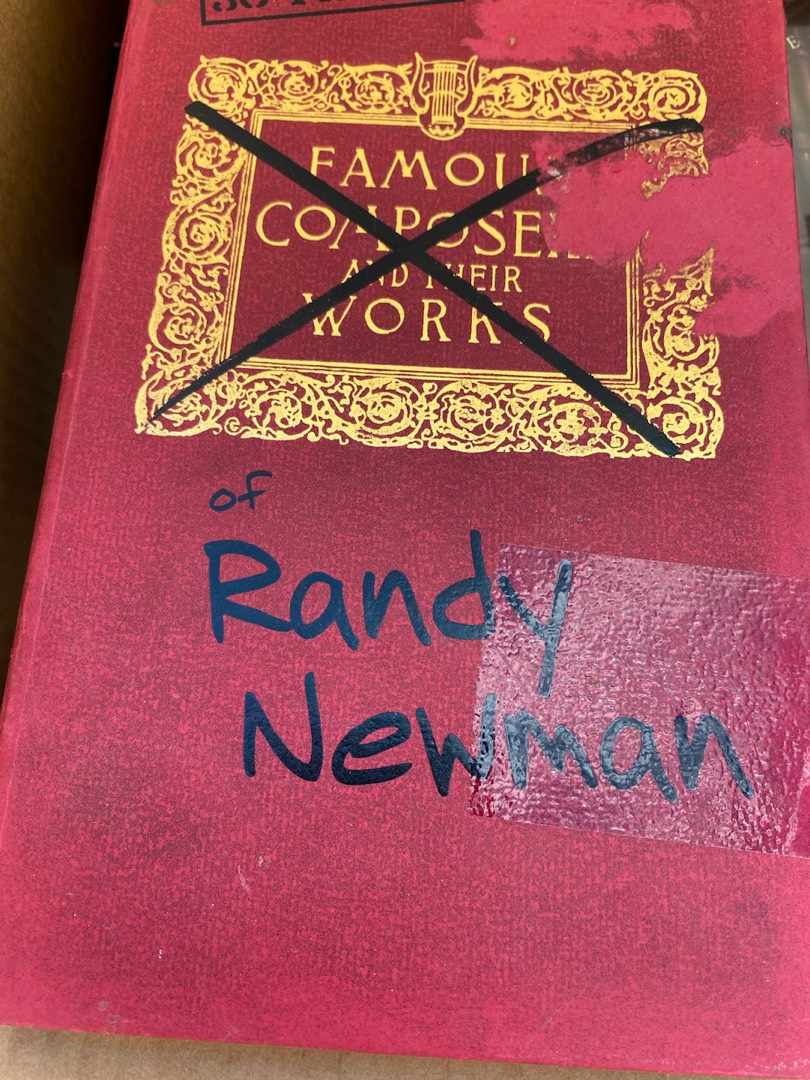 FAMOUS
COMPOSERS
AND THEIR
WORKS
of
Randy
Newman